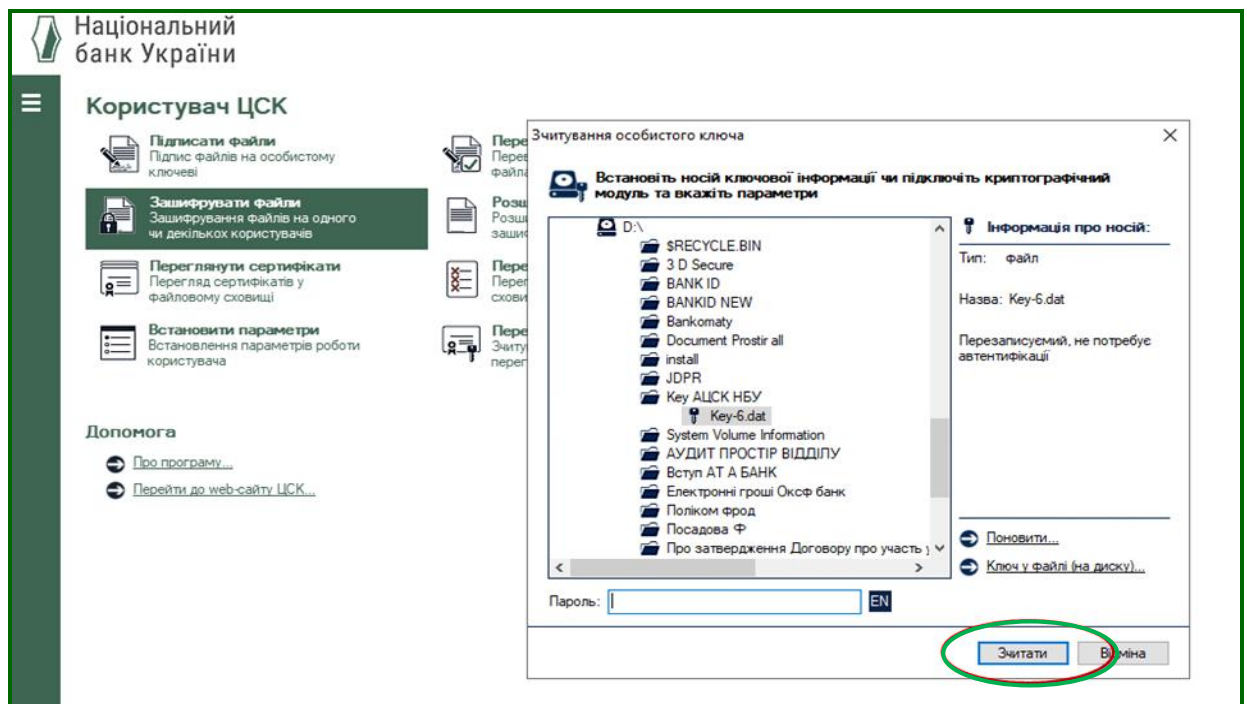 Національний
банк України
Користувач ЦСК
Підписати файли
Підпис файлів на особистому
ключеві
Зашифрувати файли
Зашифрування файлів на одного
чи декількох користувачів
Переглянути сертифікати
Перегляд сертифікатів у
файловому сховищі
Встановити параметри
Встановлення параметрів роботи
користувача
Допомога
Про програму...
Перейти до web-сайту ЦСК...
Зчитування особистого ключа
Встановіть носій ключової інформації чи підключіть криптографічний
модуль та вкажіть параметри
D:\
$RECYCLE.BIN
3 D Secure
BANK ID
BANKID NEW
Bankomaty
Document Prostir all
install
JDPR
Key АЦСК НБУ
Key-6.dat
System Volume Information
АУДИТ ПРОСТІР ВІДДІЛУ
Вступ АТ А БАНК
Електронні гроші Оксф банк
Поліком фрод
Посадова Ф
Про затвердження Договору про участь
Інформація про носій:
Тип: файл
Назва: Key-6.dat
Перезаписуємий, не потребує
автентифікації
Поновити...
Ключ у файлі (на диску)...
Пароль:
EN
Зчитати
Відміна